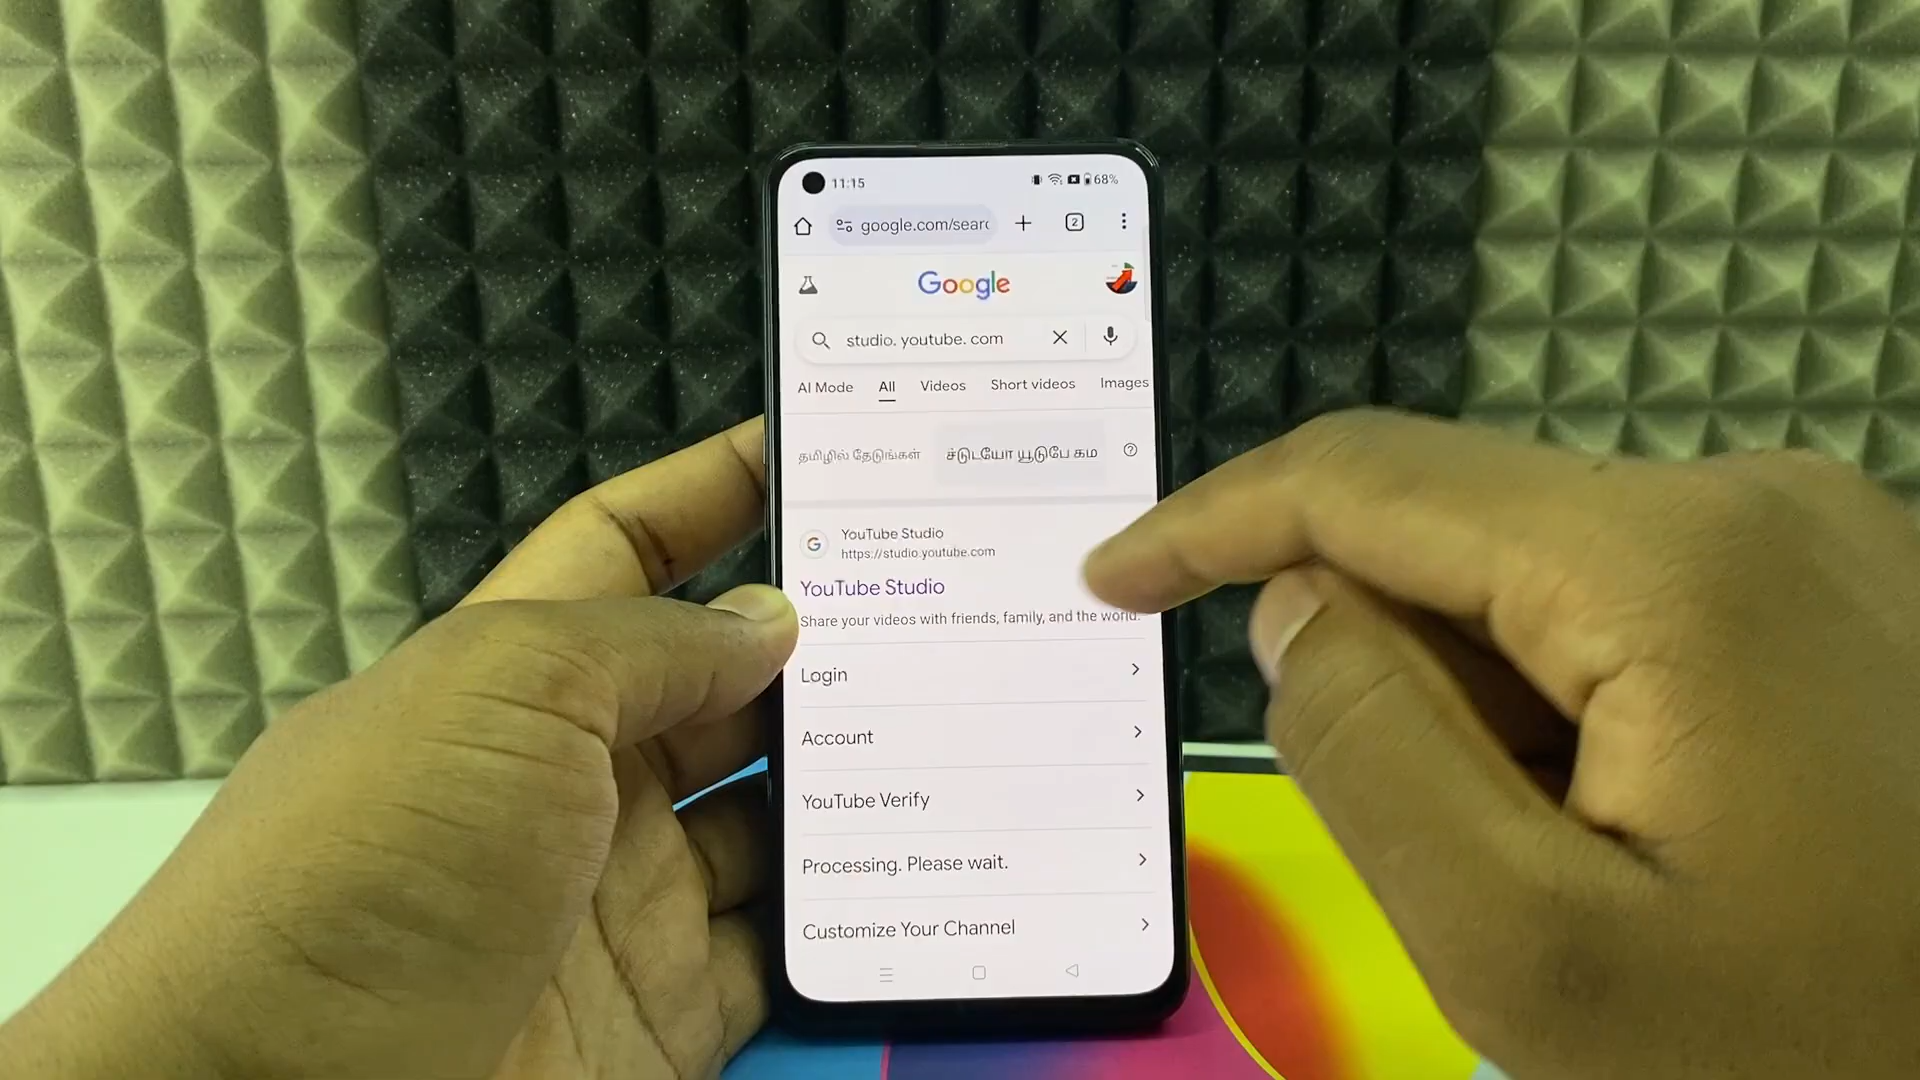 11:15
68%
google.com/searc
2
Google
studio. youtube. com
AI Mode All Videos Short videos Images
தமிழில் தேடுங்கள் ச்டுடயோ யூடுபே கம
YouTube Studio
https://studio.youtube.com
YouTube Studio
Share your videos with friends, family, and the world.
Login
Account
YouTube Verify
Processing. Please wait.
Customize Your Channel